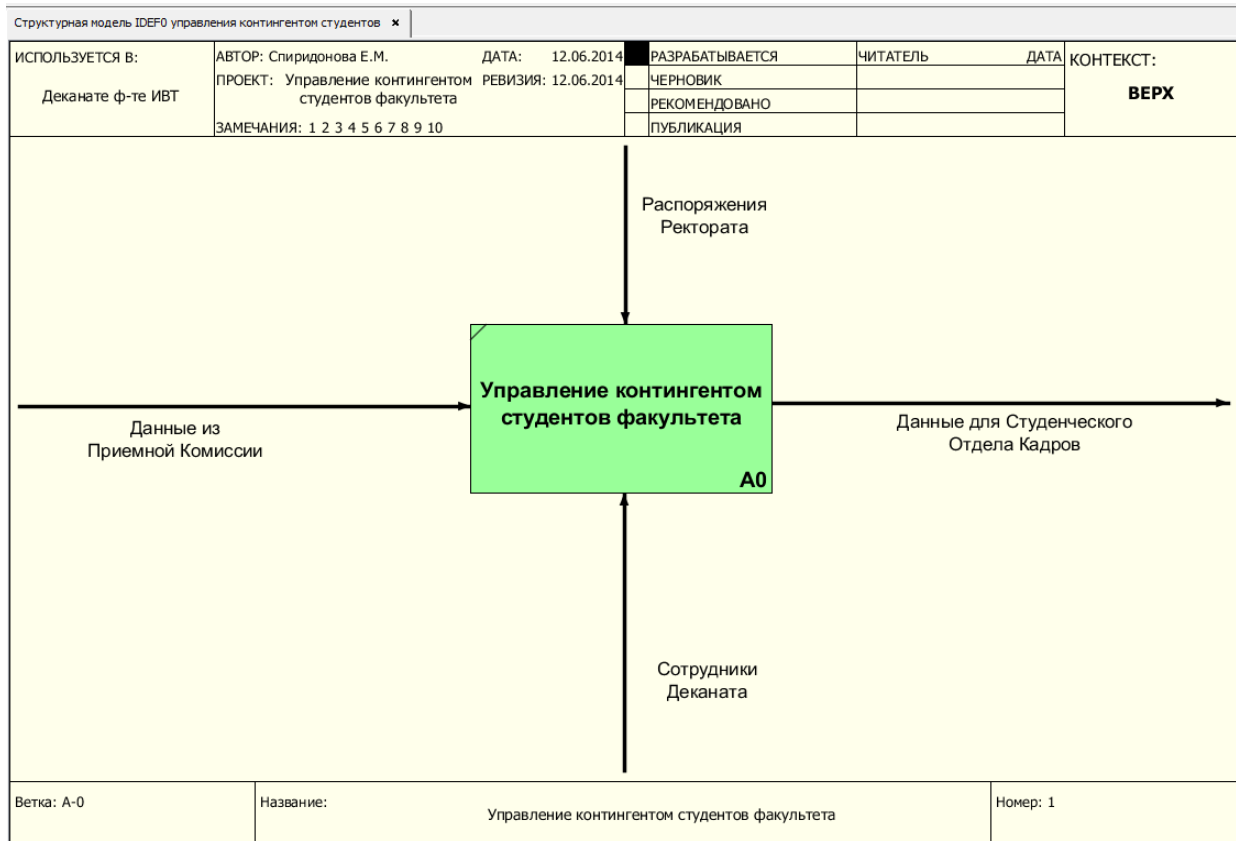 Структурная модель IDEF0 управления контингентом студентов ×
ИСПОЛЬЗУЕТСЯ В:
Деканате ф-те ИВТ
АВТОР: Спиридонова Е.М.
ДАТА: 12.06.2014
ПРОЕКТ: Управление контингентом
студентов факультета
РЕВИЗИЯ: 12.06.2014
ЗАМЕЧАНИЯ: 1 2 3 4 5 6 7 8 9 10
РАЗРАБАТЫВАЕТСЯ
ЧЕРНОВИК
РЕКОМЕНДОВАНО
ПУБЛИКАЦИЯ
ЧИТАТЕЛЬ
ДАТА
КОНТЕКСТ:
ВЕРХ
Распоряжения
Ректората
Управление контингентом
студентов факультета
A0
Данные из
Приемной Комиссии
Данные для Студенческого
Отдела Кадров
Сотрудники
Деканата
Ветка: A-0
Название:
Управление контингентом студентов факультета
Номер: 1